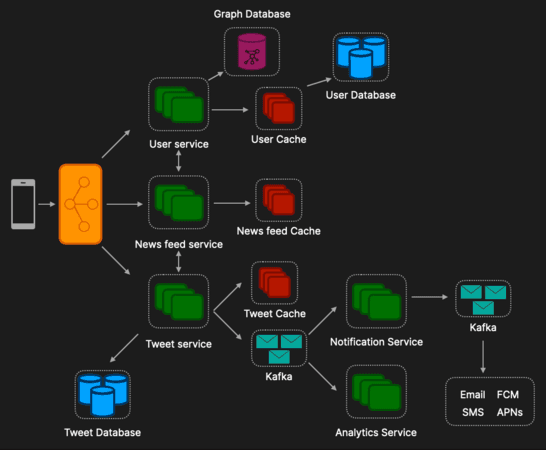 Graph Database
User Database
User service
User Cache
News feed service
News feed Cache
Tweet Cache
Tweet service
Kafka
Notification Service
Kafka
Email FCM
SMS APNs
Tweet Database
Analytics Service